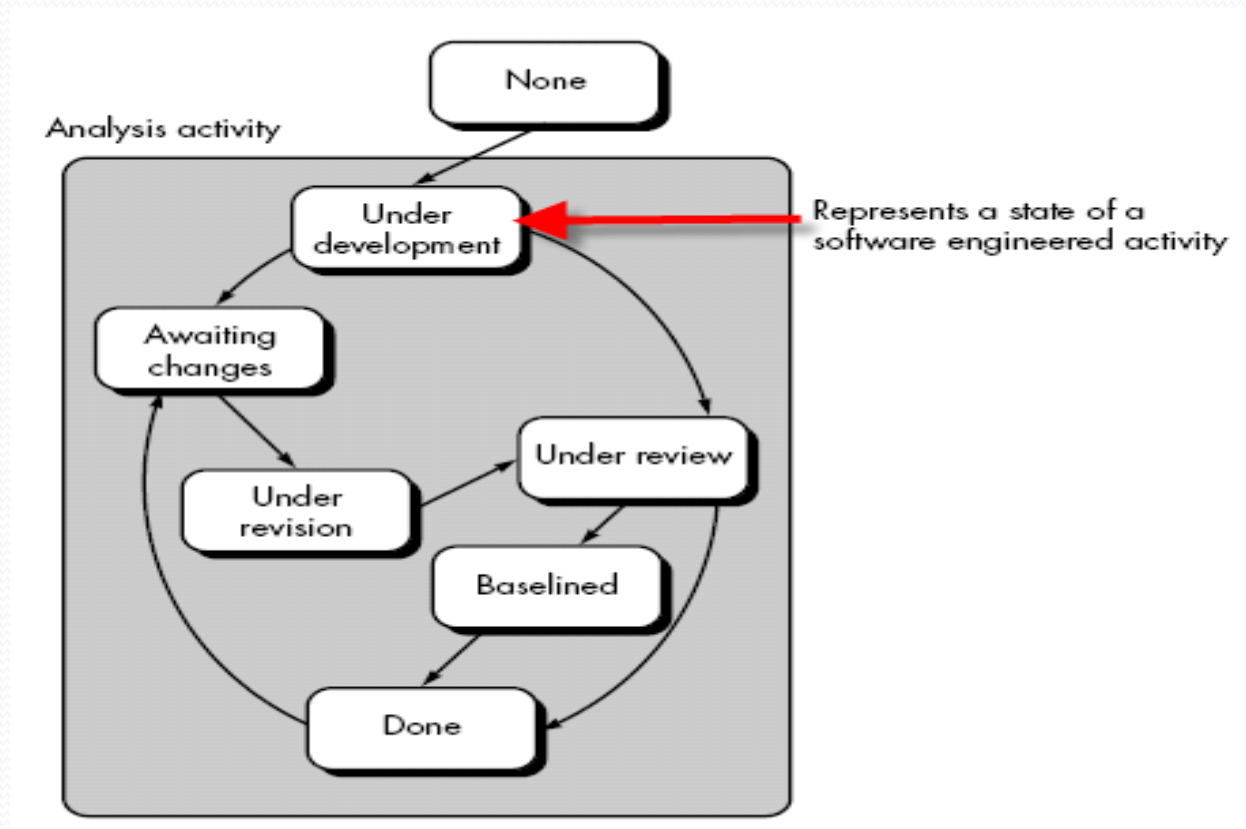 None
Analysis activity
Under
development
Represents a state of a
software engineered activity
Awaiting
changes
Under review
Under
revision
Baselined
Done